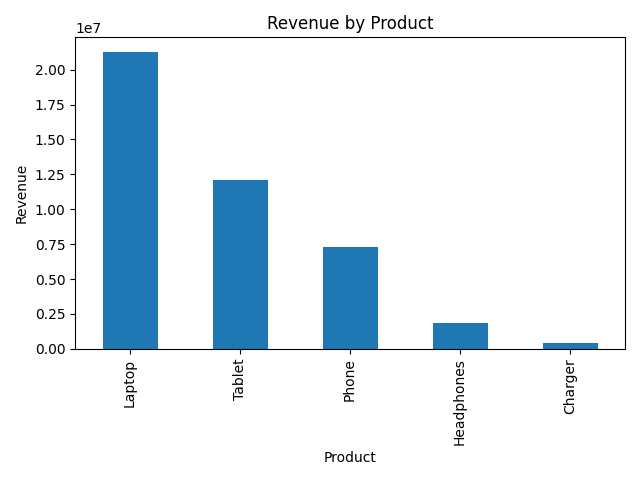 Revenue by Product
1e7
2.00
1.75
1.50
1.25
1.00
0.75
0.50
0.25
0.00
Revenue
Laptop
Tablet
Phone
Headphones
Charger
Product